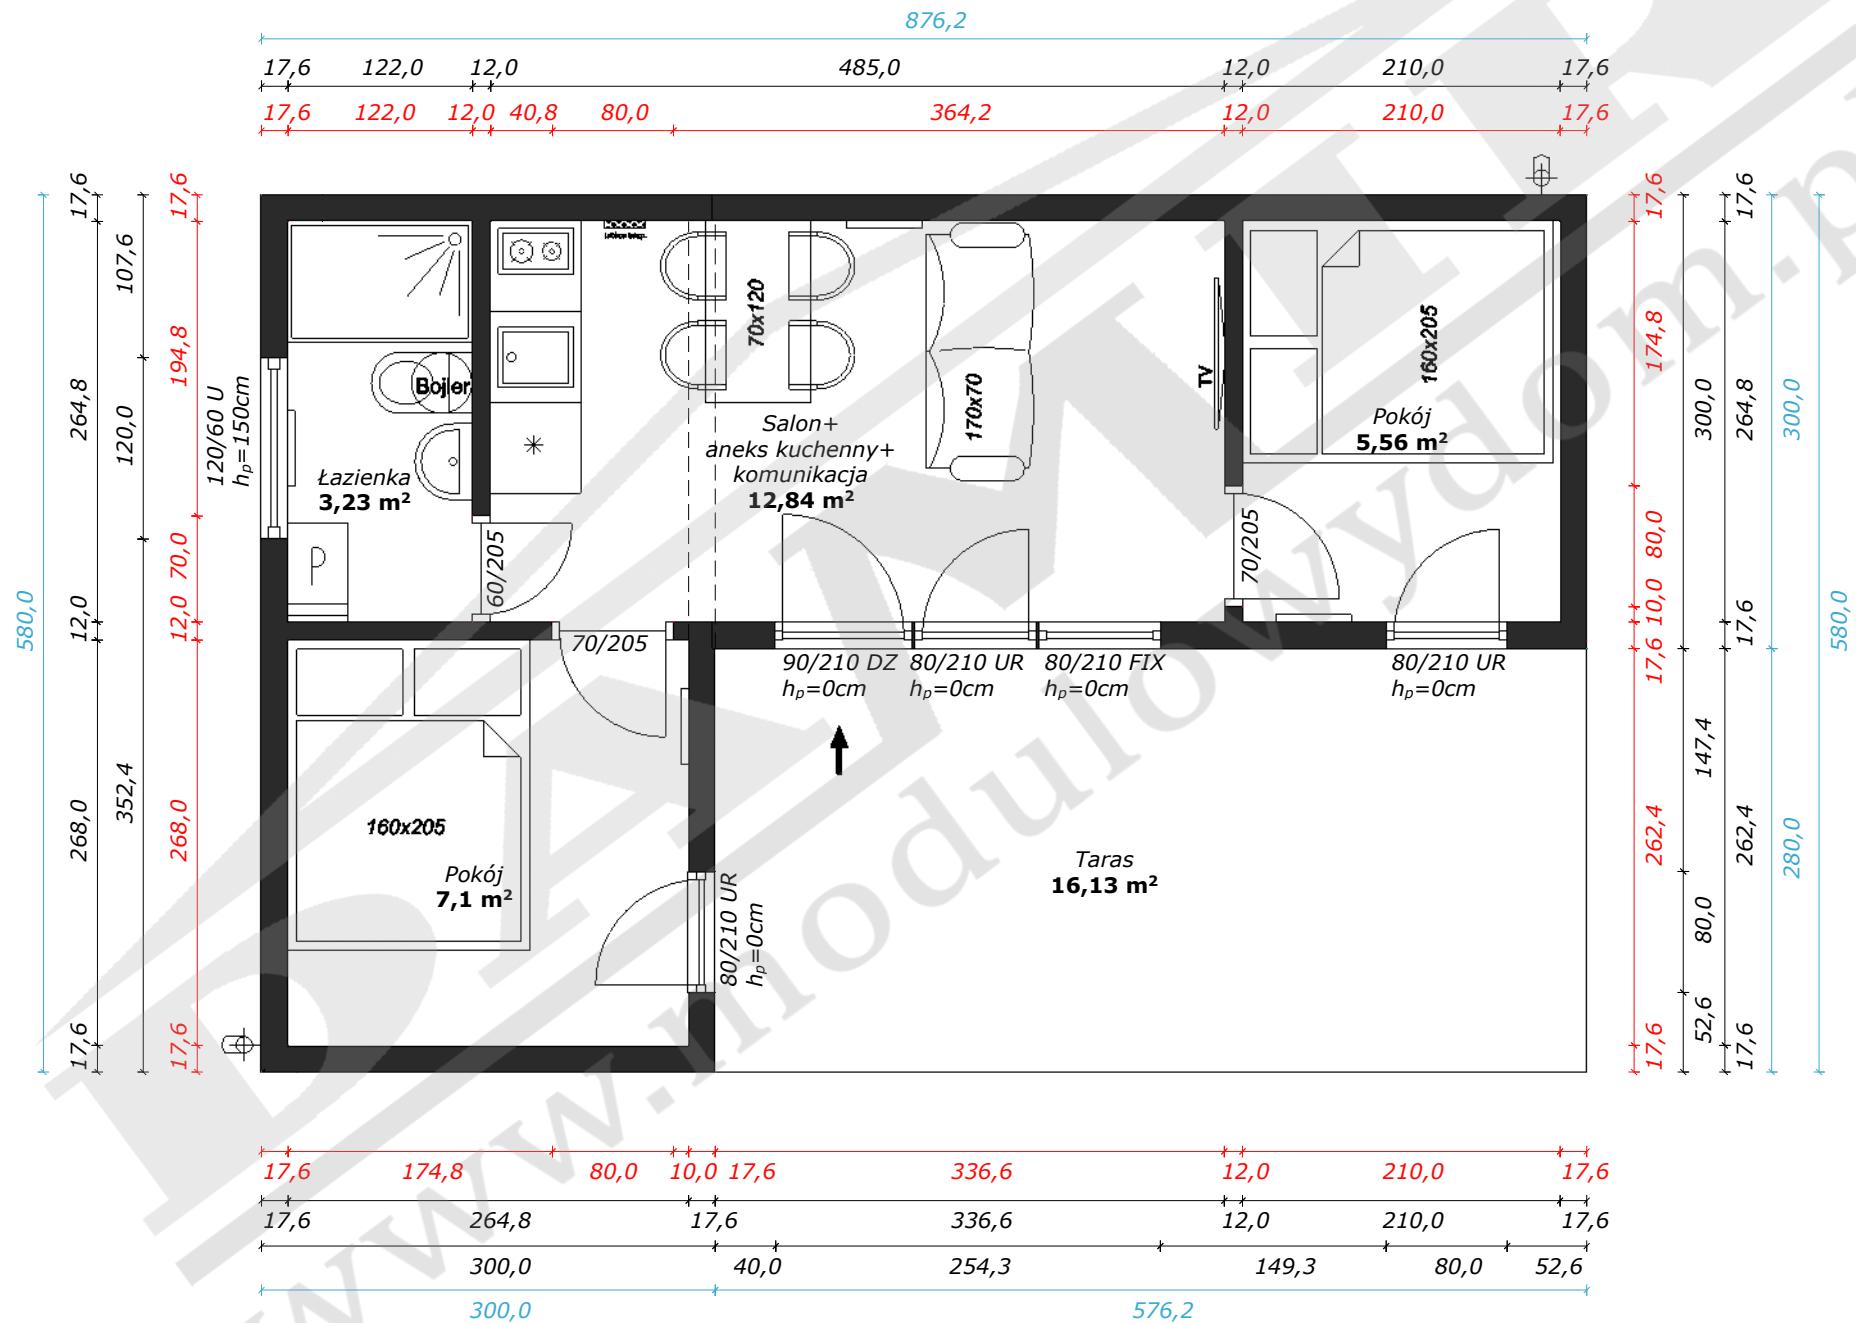 876,2
17,6 122,0 12,0 485,0 12,0 210,0 17,6
17,6 122,0 12,0 40,8 80,0 364,2 12,0 210,0 17,6
580,0
17,6 264,8 12,0 268,0 17,6
107,6 120,0 352,4
17,6 194,8 70,0 12,0 268,0 17,6
120/60 U
hₚ=150cm
Bojler
Łazienka
3,23 m²
P
60/205
70x120
Salon+
aneks kuchenny+
komunikacja
12,84 m²
170x70
TV
160x205
Pokój
5,56 m²
70/205
70/205
90/210 DZ
hₚ=0cm
80/210 UR
hₚ=0cm
80/210 FIX
hₚ=0cm
80/210 UR
hₚ=0cm
160x205
Pokój
7,1 m²
80/210 UR
hₚ=0cm
Taras
16,13 m²
17,6 174,8 80,0 10,0 17,6 262,4 17,6
300,0 147,4 80,0 52,6
17,6 264,8 17,6 262,4 17,6
300,0 280,0
580,0
17,6 174,8 80,0 10,0 17,6 336,6 12,0 210,0 17,6
17,6 264,8 17,6 336,6 12,0 210,0 17,6
300,0 40,0 254,3 149,3 80,0 52,6
300,0 576,2
www.modulowydom.p